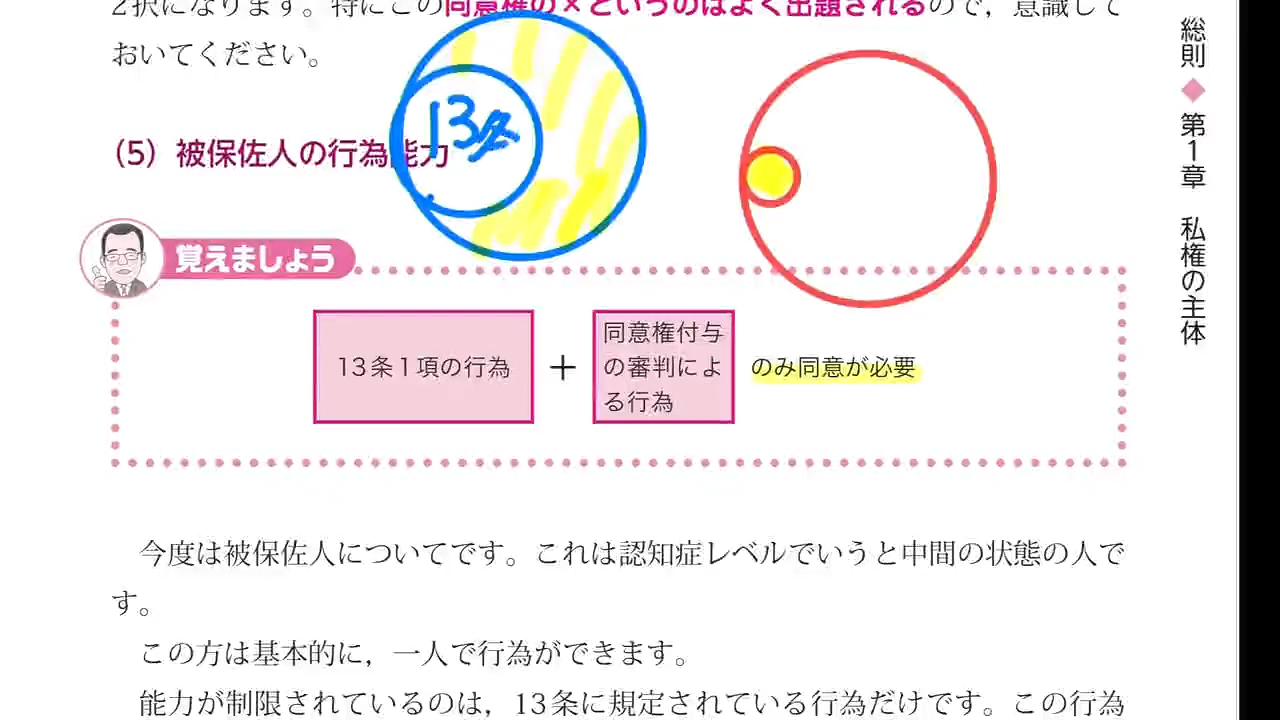 2択になります。特にこの同意権の×というのはよく出題されるので，意識して
おいてください。
13条
（5）被保佐人の行為能力
覚えましょう
13条1項の行為
＋
同意権付与
の審判によ
る行為
のみ同意が必要
今度は被保佐人についてです。これは認知症レベルでいうと中間の状態の人で
す。
この方は基本的に，一人で行為ができます。
能力が制限されているのは，13条に規定されている行為だけです。この行為
総則◆第1章 私権の主体